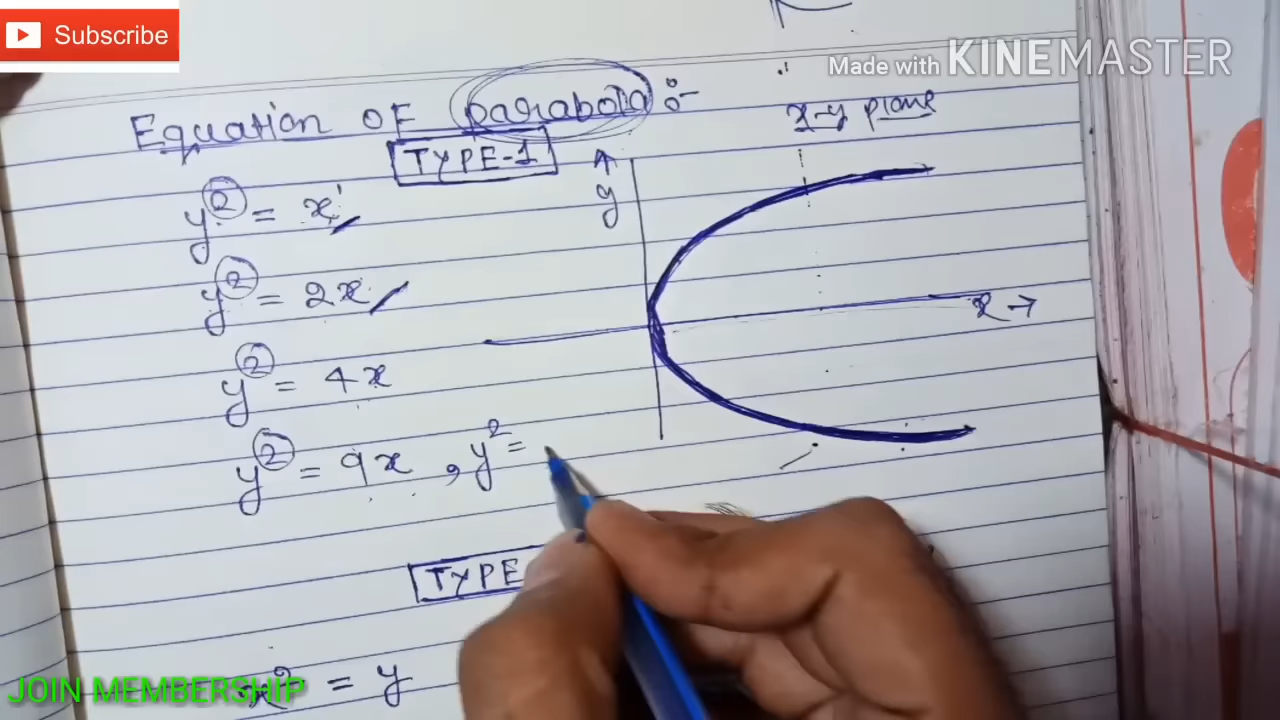 Subscribe
Made with KINEMASTER
Equation of parabola :-
x-y plane
TYPE-1
y
y² = x¹
y² = 2x
x →
y² = 4x
y² = 9x , y² =
TYPE
x² = y
JOIN MEMBERSHIP